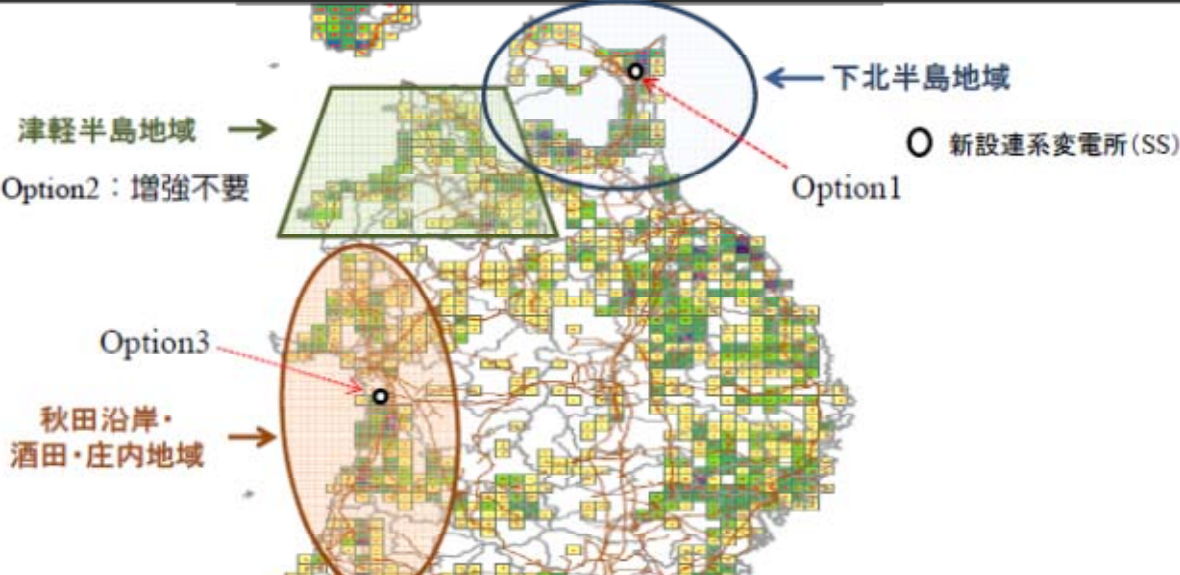 下北半島地域
津軽半島地域
新設連系変電所(SS)
Option2：増強不要
Option1
Option3
秋田沿岸・
酒田・庄内地域